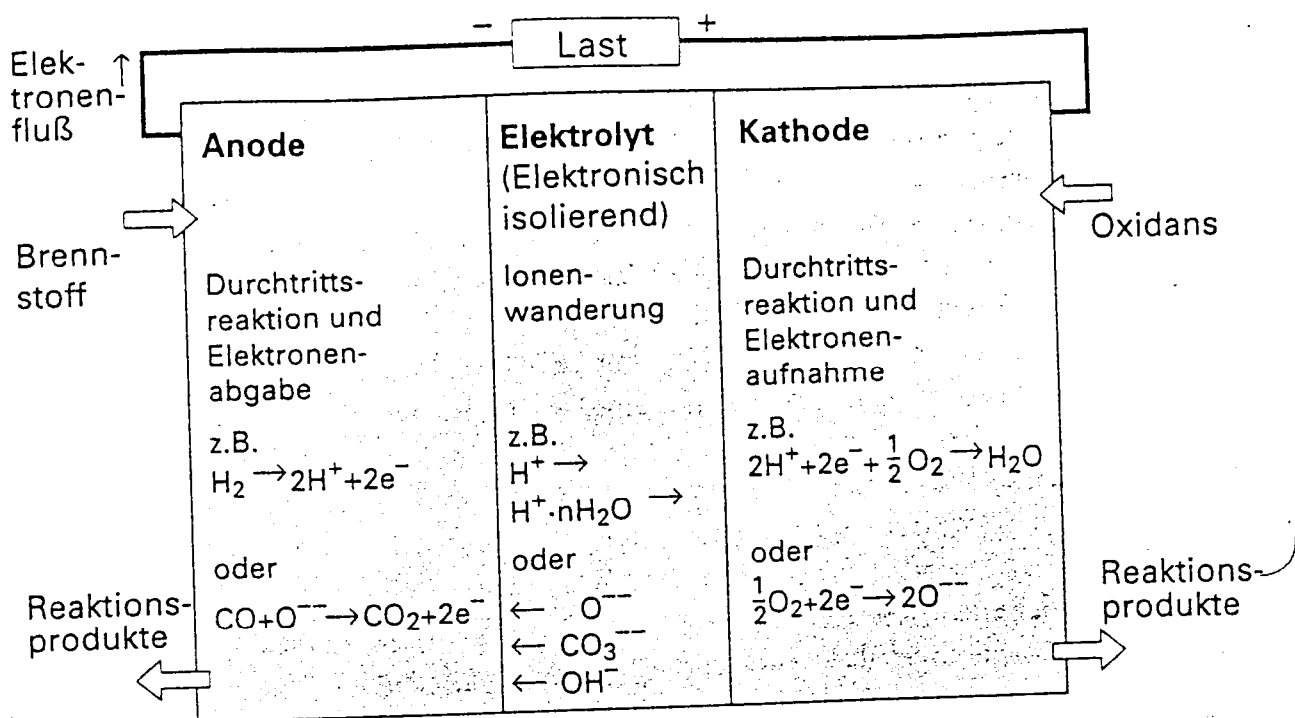 − Last +
Elek-
tronen-
fluß
↑
Anode
Elektrolyt
(Elektronisch
isolierend)
Kathode
Brenn-
stoff
Oxidans
Durchtritts-
reaktion und
Elektronen-
abgabe
z.B.
H₂→2H⁺+2e⁻
oder
CO+O⁻⁻→CO₂+2e⁻
Ionen-
wanderung
z.B.
H⁺→
H⁺·nH₂O →
oder
← O⁻⁻
← CO₃⁻⁻
← OH⁻
Durchtritts-
reaktion und
Elektronen-
aufnahme
z.B.
2H⁺+2e⁻+½O₂→H₂O
oder
½O₂+2e⁻→2O⁻⁻
Reaktions-
produkte
Reaktions-
produkte